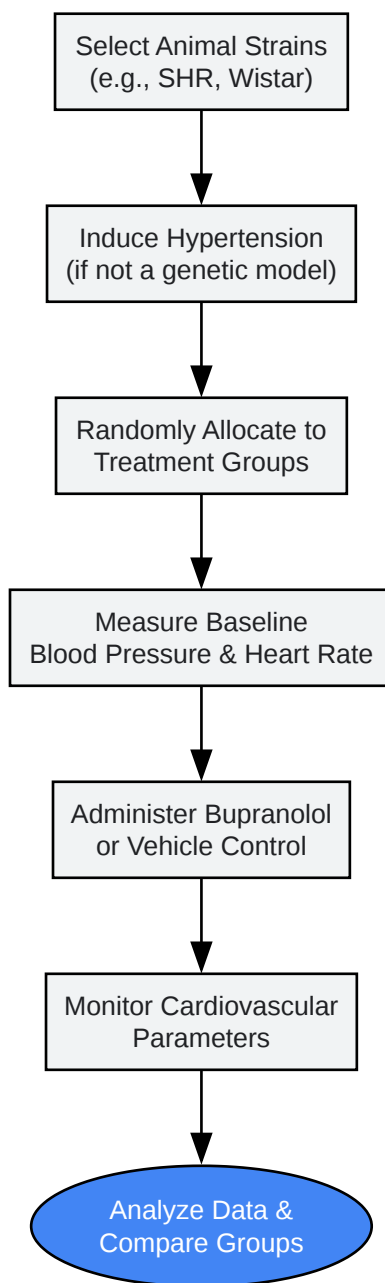 Select Animal Strains
(e.g., SHR, Wistar)
Induce Hypertension
(if not a genetic model)
Randomly Allocate to
Treatment Groups
Measure Baseline
Blood Pressure & Heart Rate
Administer Bupranolol
or Vehicle Control
Monitor Cardiovascular
Parameters
Analyze Data &
Compare Groups